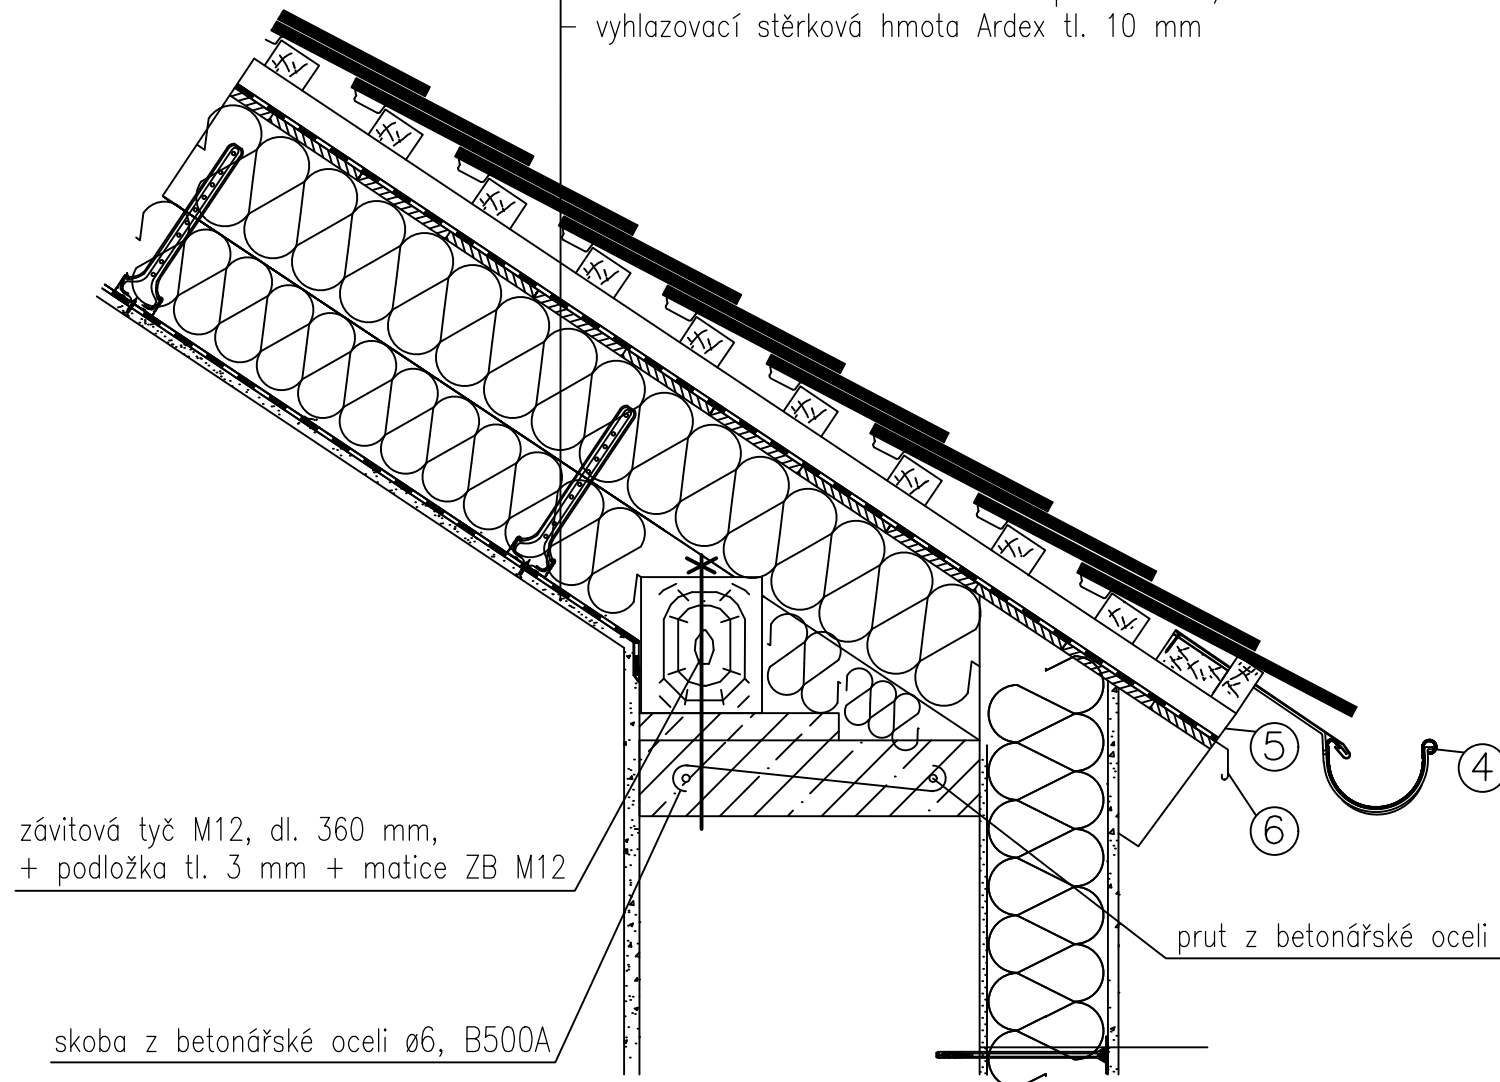 vyhlazovací stěrková hmota Ardex tl. 10 mm
5
4
6
závitová tyč M12, dl. 360 mm,
+ podložka tl. 3 mm + matice ZB M12
prut z betonářské oceli
skoba z betonářské oceli ø6, B500A